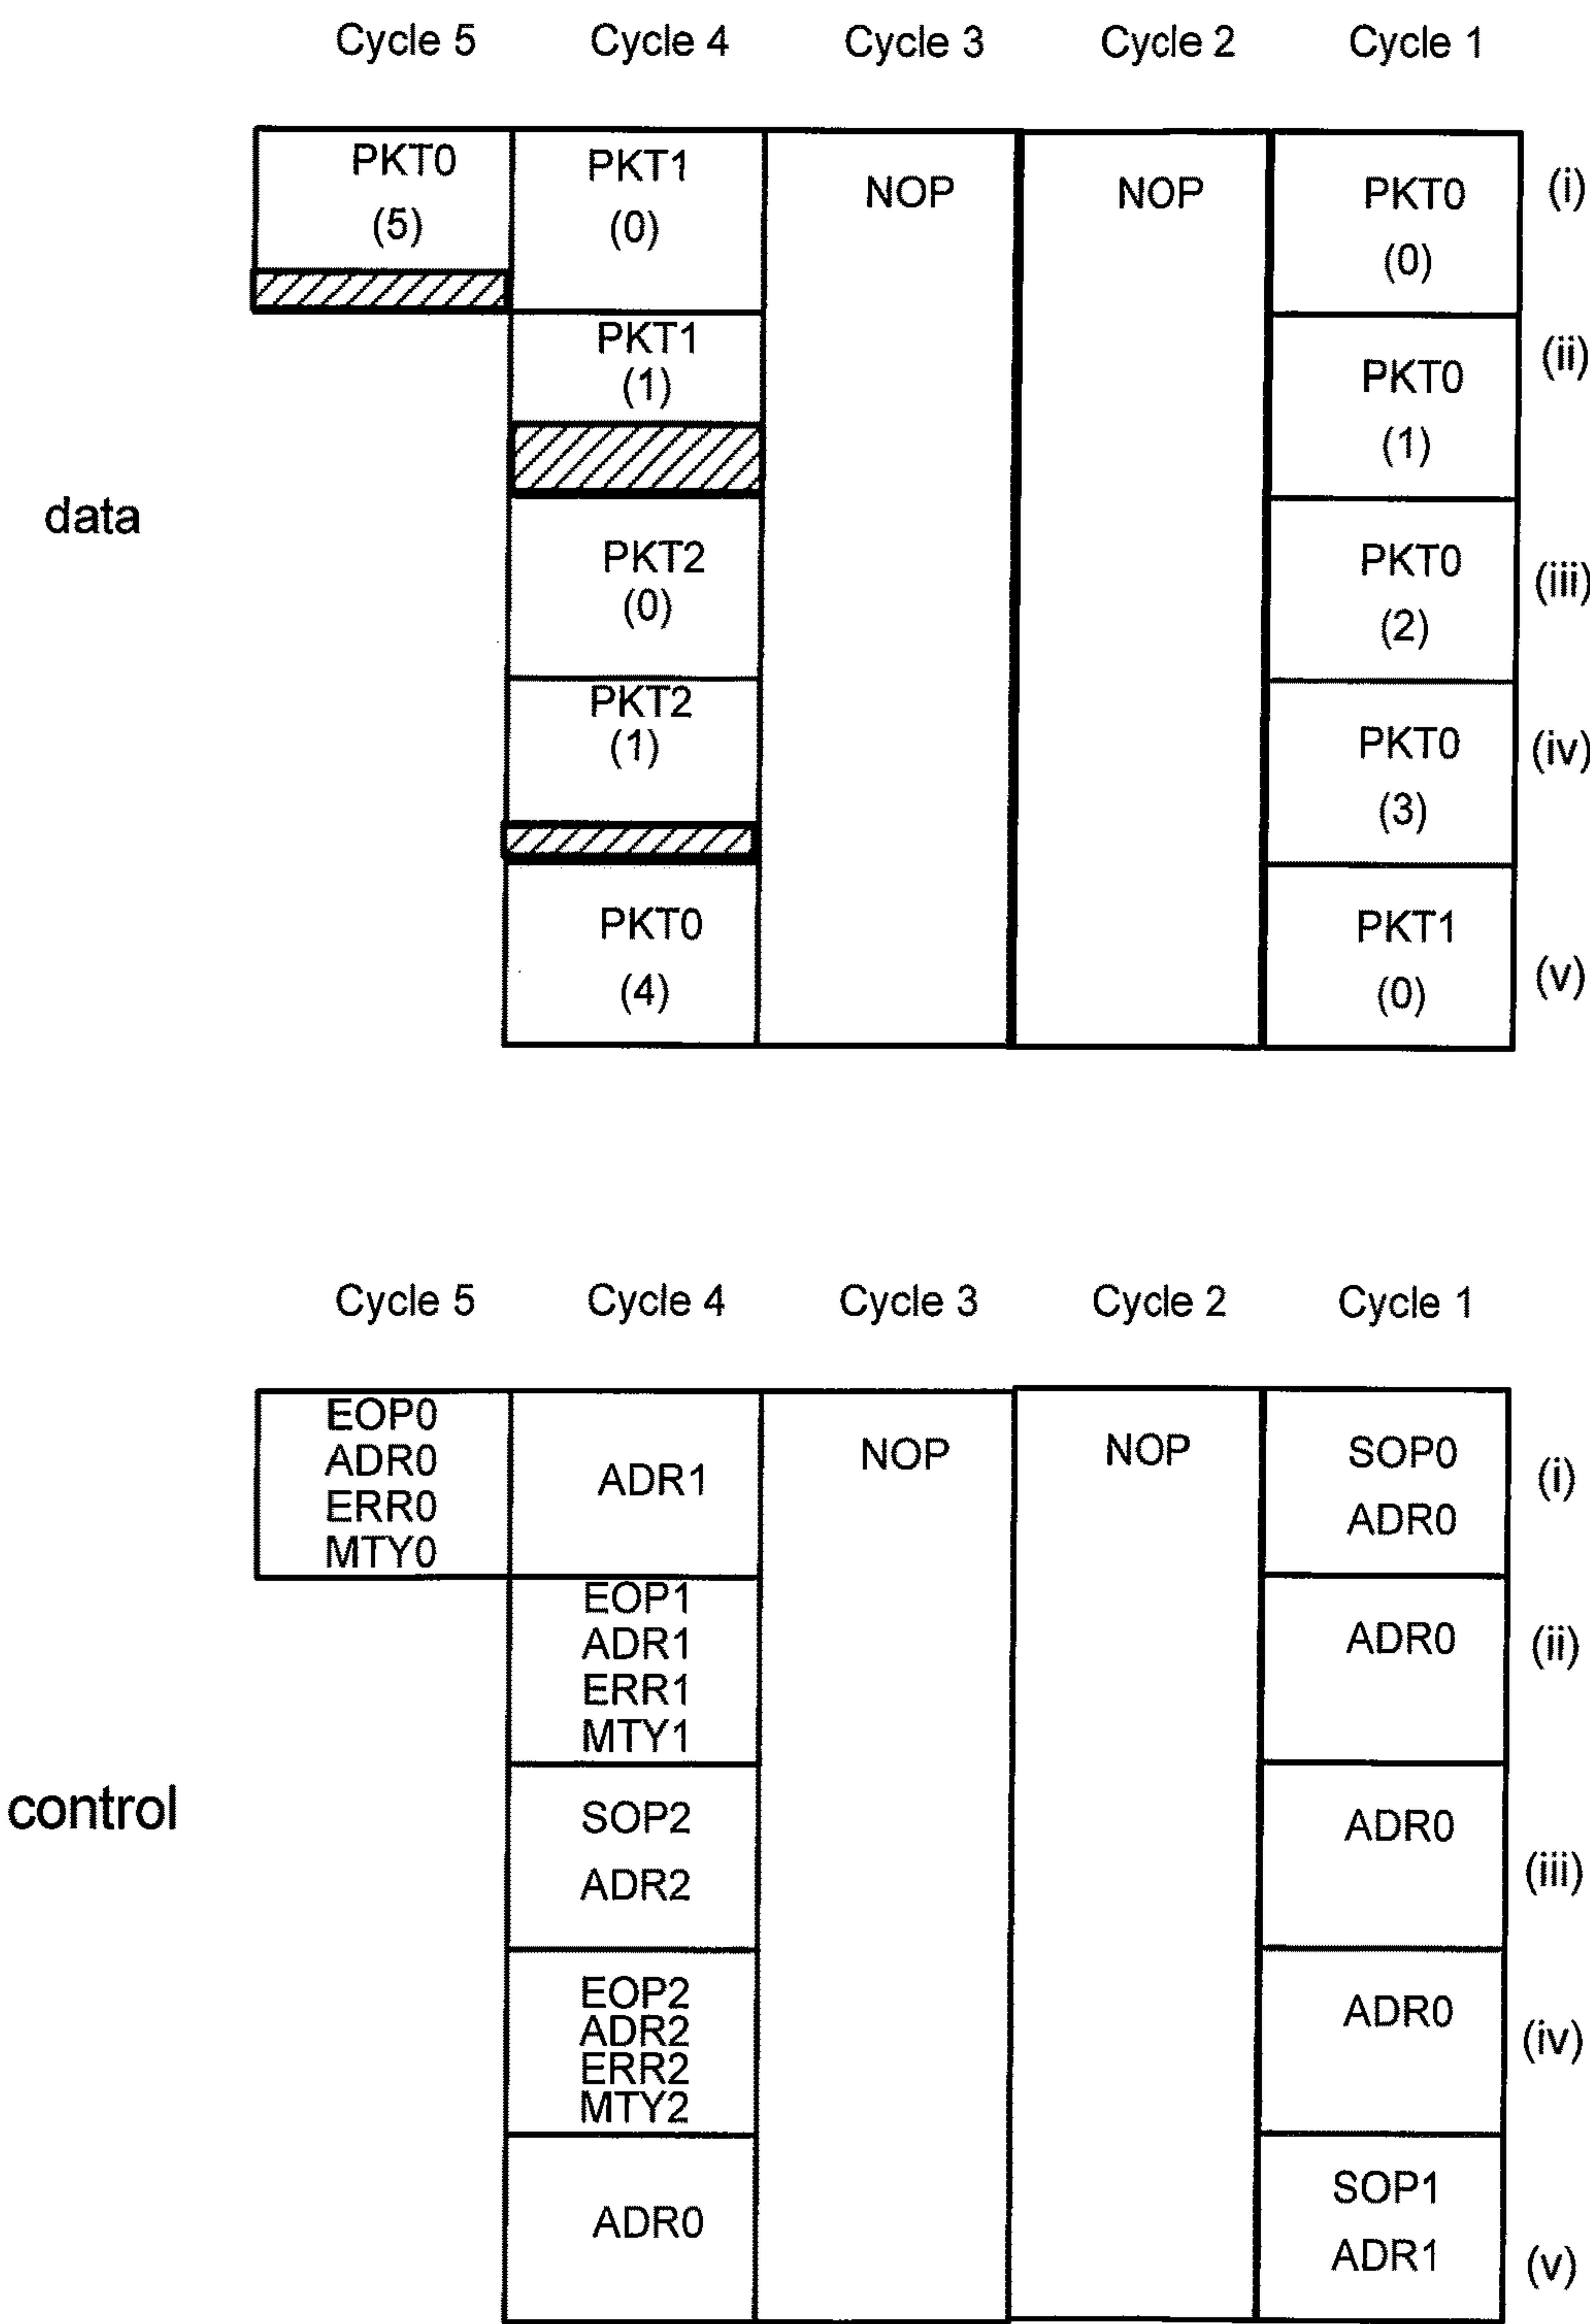 Cycle 5 Cycle 4 Cycle 3 Cycle 2 Cycle 1
PKT0 PKT1 NOP NOP PKT0 (i)
(5) (0) (0)
PKT1 PKT0 (ii)
(1) (1)
data
PKT2 PKT0 (iii)
(0) (2)
PKT2 PKT0 (iv)
(1) (3)
PKT0 PKT1 (v)
(4) (0)
Cycle 5 Cycle 4 Cycle 3 Cycle 2 Cycle 1
EOP0 ADR1 NOP NOP SOP0 (i)
ADR0 ADR0
ERR0
MTY0
EOP1 ADR0 (ii)
ADR1
ERR1
MTY1
control
SOP2 ADR0 (iii)
ADR2
EOP2 ADR0 (iv)
ADR2
ERR2
MTY2
ADR0 SOP1 (v)
ADR1